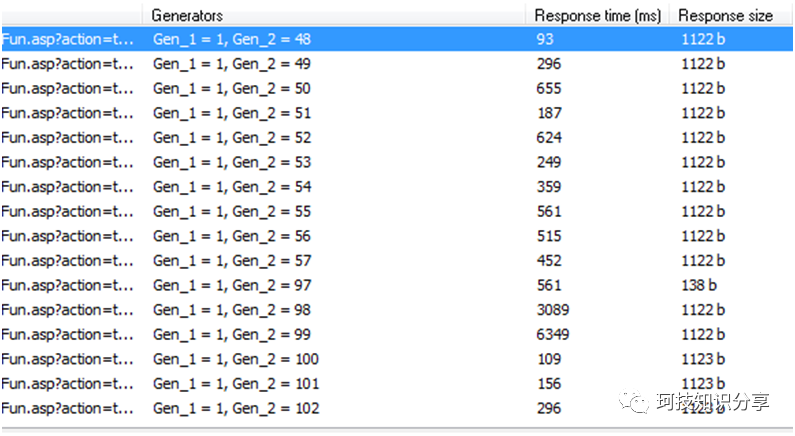 Generators Response time (ms) Response size
Fun.asp?action=t... Gen_1 = 1, Gen_2 = 48 93 1122 b
Fun.asp?action=t... Gen_1 = 1, Gen_2 = 49 296 1122 b
Fun.asp?action=t... Gen_1 = 1, Gen_2 = 50 655 1122 b
Fun.asp?action=t... Gen_1 = 1, Gen_2 = 51 187 1122 b
Fun.asp?action=t... Gen_1 = 1, Gen_2 = 52 624 1122 b
Fun.asp?action=t... Gen_1 = 1, Gen_2 = 53 249 1122 b
Fun.asp?action=t... Gen_1 = 1, Gen_2 = 54 359 1122 b
Fun.asp?action=t... Gen_1 = 1, Gen_2 = 55 561 1122 b
Fun.asp?action=t... Gen_1 = 1, Gen_2 = 56 515 1122 b
Fun.asp?action=t... Gen_1 = 1, Gen_2 = 57 452 1122 b
Fun.asp?action=t... Gen_1 = 1, Gen_2 = 97 561 138 b
Fun.asp?action=t... Gen_1 = 1, Gen_2 = 98 3089 1122 b
Fun.asp?action=t... Gen_1 = 1, Gen_2 = 99 6349 1122 b
Fun.asp?action=t... Gen_1 = 1, Gen_2 = 100 109 1123 b
Fun.asp?action=t... Gen_1 = 1, Gen_2 = 101 156 1123 b
Fun.asp?action=t... Gen_1 = 1, Gen_2 = 102 296 1123 b
珂技知识分享